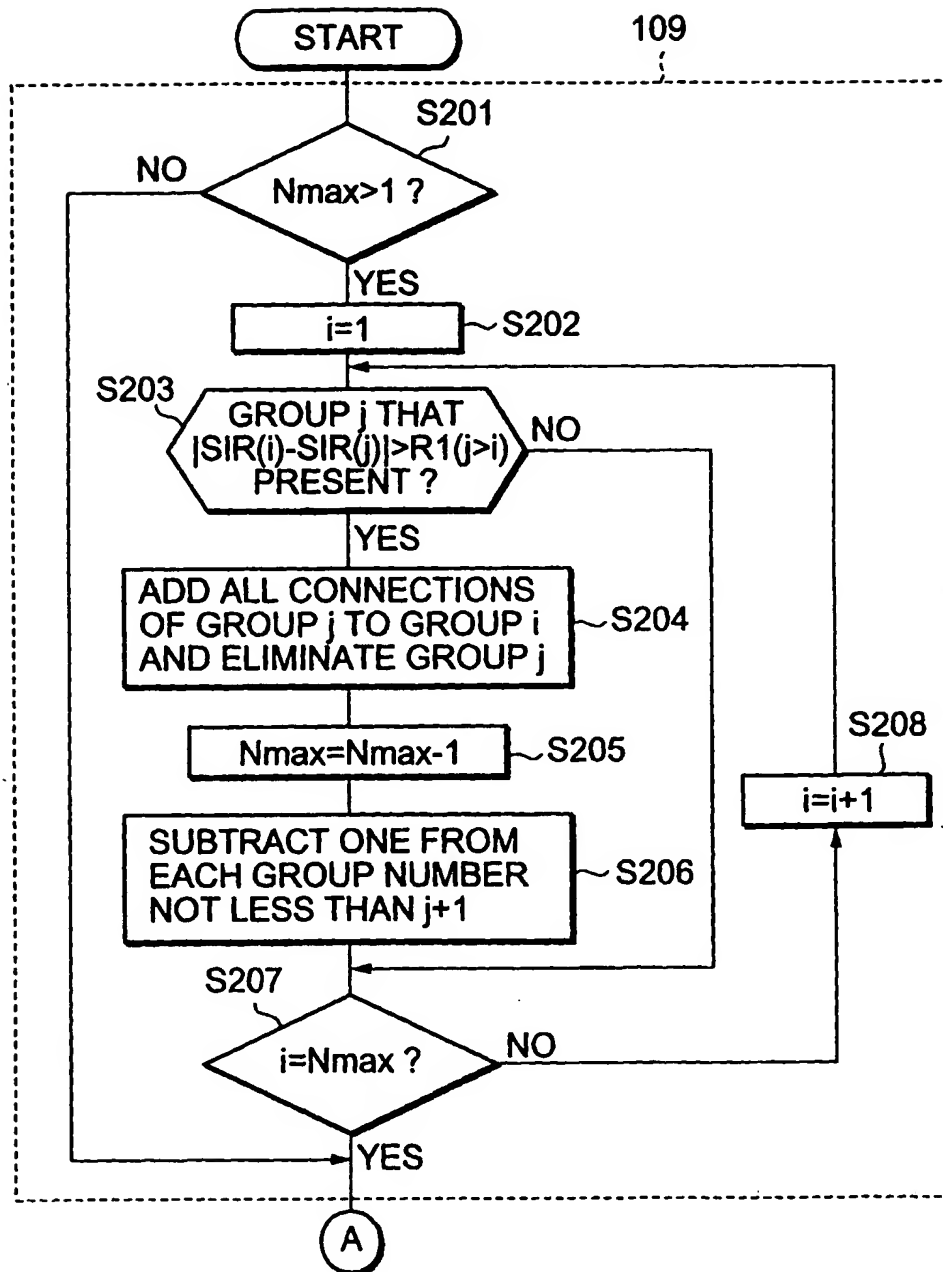 START
109
S201
NO
Nmax>1 ?
YES
i=1
S202
S203
GROUP j THAT
|SIR(i)-SIR(j)|>R1(j>i)
PRESENT ?
NO
YES
ADD ALL CONNECTIONS
OF GROUP j TO GROUP i
AND ELIMINATE GROUP j
S204
Nmax=Nmax-1
S205
S208
i=i+1
SUBTRACT ONE FROM
EACH GROUP NUMBER
NOT LESS THAN j+1
S206
S207
i=Nmax ?
NO
YES
A